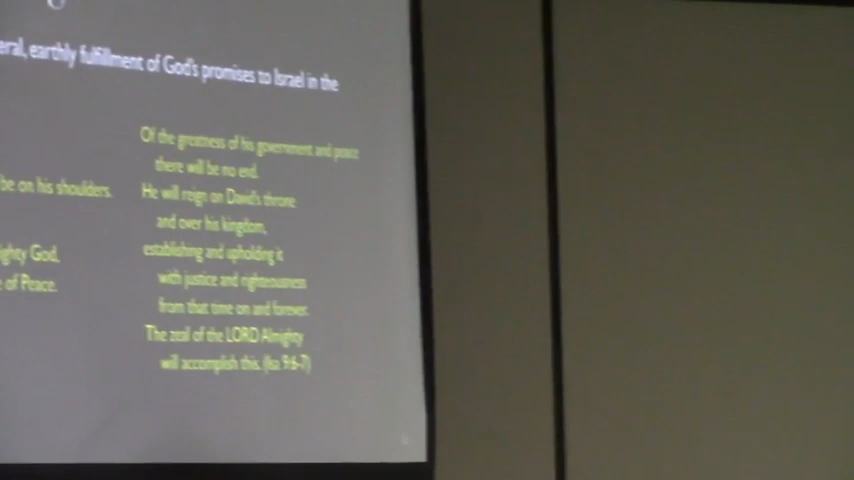 eral, earthly fulfillment of God's promises to Israel in the
be on his shoulders.
ighty God,
e of Peace.
Of the greatness of his government and peace
there will be no end.
He will reign on David's throne
and over his kingdom,
establishing and upholding it
with justice and righteousness
from that time on and forever.
The zeal of the LORD Almighty
will accomplish this. (Isa 9:6-7)